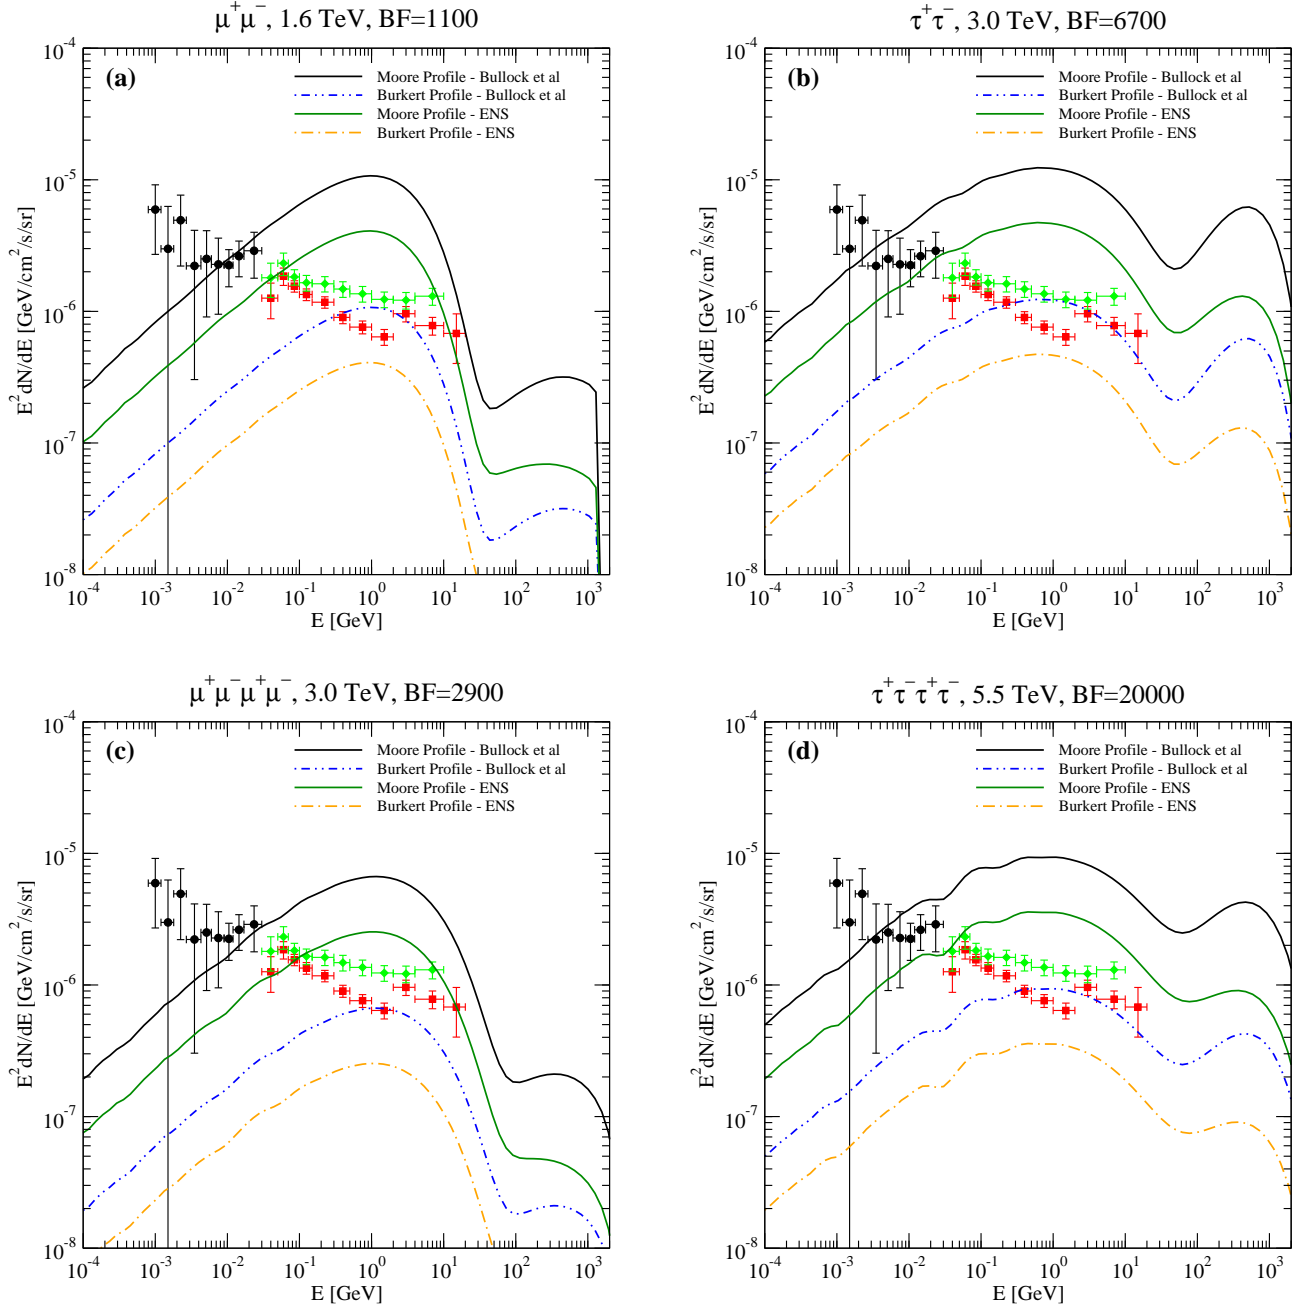 μ⁺μ⁻, 1.6 TeV, BF=1100
(a)
Moore Profile - Bullock et al
Burkert Profile - Bullock et al
Moore Profile - ENS
Burkert Profile - ENS
10⁻⁴
10⁻⁵
10⁻⁶
10⁻⁷
10⁻⁸
E²dN/dE [GeV/cm²/s/sr]
10⁻⁴ 10⁻³ 10⁻² 10⁻¹ 10⁰ 10¹ 10² 10³
E [GeV]
τ⁺τ⁻, 3.0 TeV, BF=6700
(b)
Moore Profile - Bullock et al
Burkert Profile - Bullock et al
Moore Profile - ENS
Burkert Profile - ENS
10⁻⁴
10⁻⁵
10⁻⁶
10⁻⁷
10⁻⁸
E²dN/dE [GeV/cm²/s/sr]
10⁻⁴ 10⁻³ 10⁻² 10⁻¹ 10⁰ 10¹ 10² 10³
E [GeV]
μ⁺μ⁻μ⁺μ⁻, 3.0 TeV, BF=2900
(c)
Moore Profile - Bullock et al
Burkert Profile - Bullock et al
Moore Profile - ENS
Burkert Profile - ENS
10⁻⁴
10⁻⁵
10⁻⁶
10⁻⁷
10⁻⁸
E²dN/dE [GeV/cm²/s/sr]
10⁻⁴ 10⁻³ 10⁻² 10⁻¹ 10⁰ 10¹ 10² 10³
E [GeV]
τ⁺τ⁻τ⁺τ⁻, 5.5 TeV, BF=20000
(d)
Moore Profile - Bullock et al
Burkert Profile - Bullock et al
Moore Profile - ENS
Burkert Profile - ENS
10⁻⁴
10⁻⁵
10⁻⁶
10⁻⁷
10⁻⁸
E²dN/dE [GeV/cm²/s/sr]
10⁻⁴ 10⁻³ 10⁻² 10⁻¹ 10⁰ 10¹ 10² 10³
E [GeV]